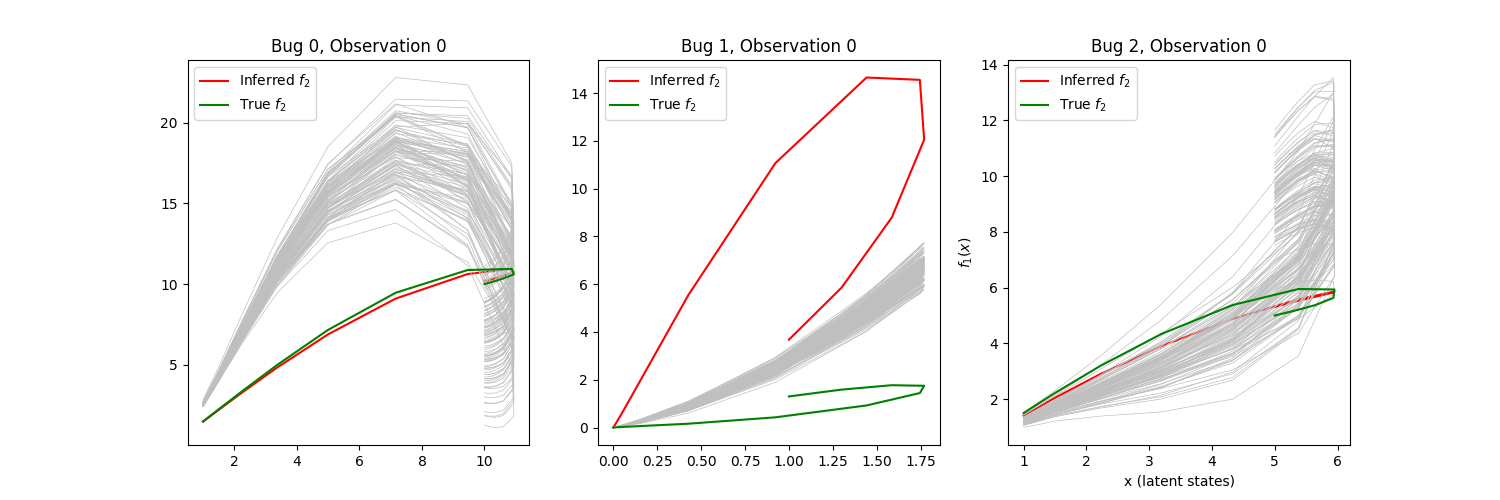 Bug 0, Observation 0
Inferred f₂
True f₂
20
15
10
5
2 4 6 8 10
Bug 1, Observation 0
Inferred f₂
True f₂
14
12
10
8
6
4
2
0
0.00 0.25 0.50 0.75 1.00 1.25 1.50 1.75
Bug 2, Observation 0
Inferred f₂
True f₂
f₁(x)
14
12
10
8
6
4
2
1 2 3 4 5 6
x (latent states)